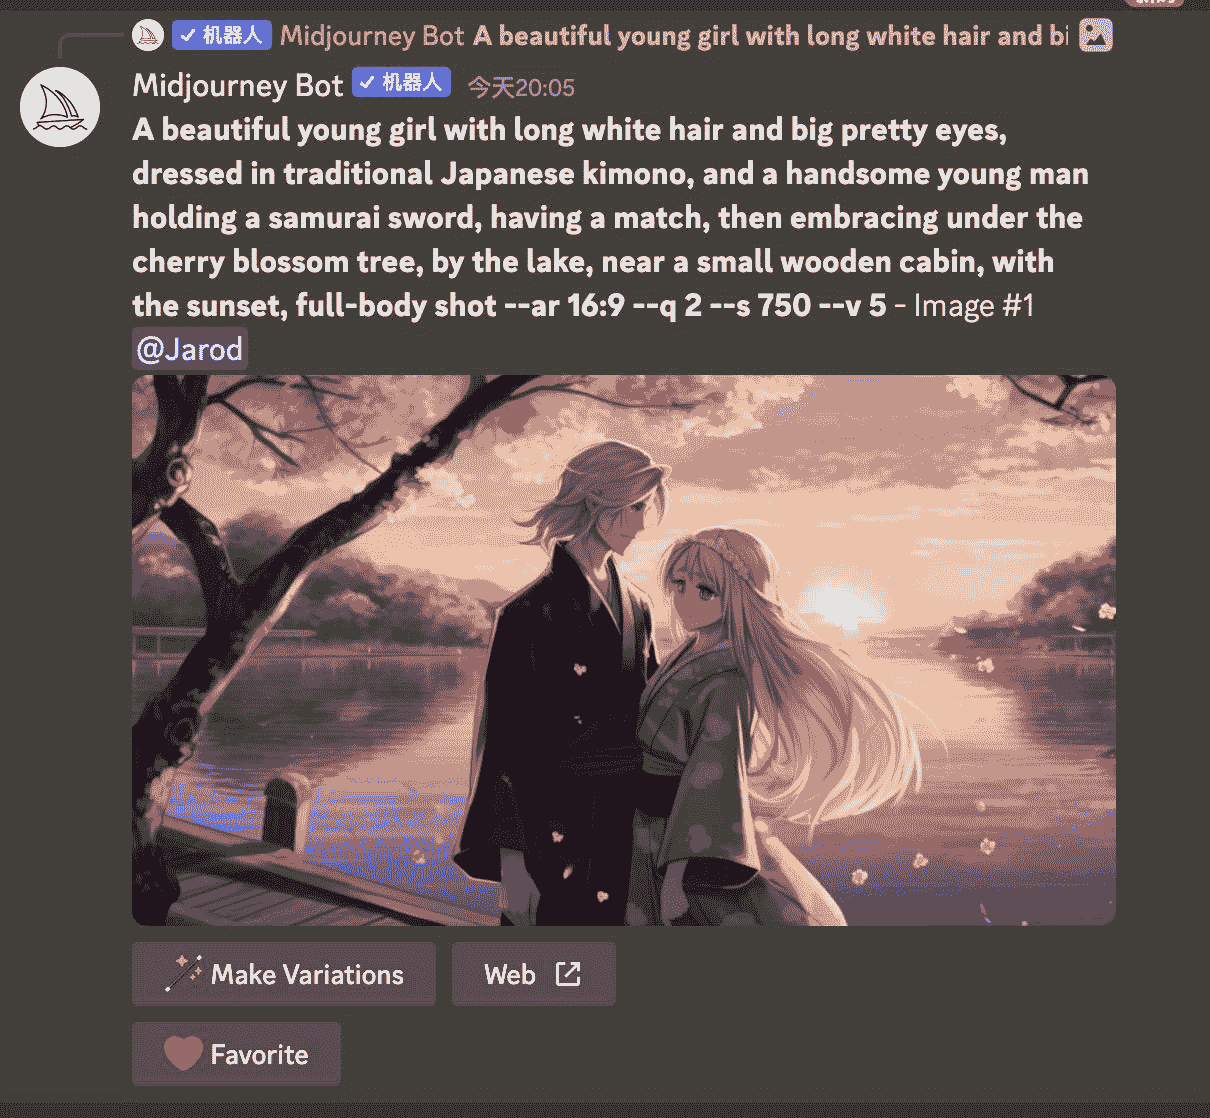 机器人 Midjourney Bot A beautiful young girl with long white hair and bi
Midjourney Bot 机器人 今天20:05
A beautiful young girl with long white hair and big pretty eyes,
dressed in traditional Japanese kimono, and a handsome young man
holding a samurai sword, having a match, then embracing under the
cherry blossom tree, by the lake, near a small wooden cabin, with
the sunset, full-body shot --ar 16:9 --q 2 --s 750 --v 5 - Image #1
@Jarod
Make Variations Web
Favorite